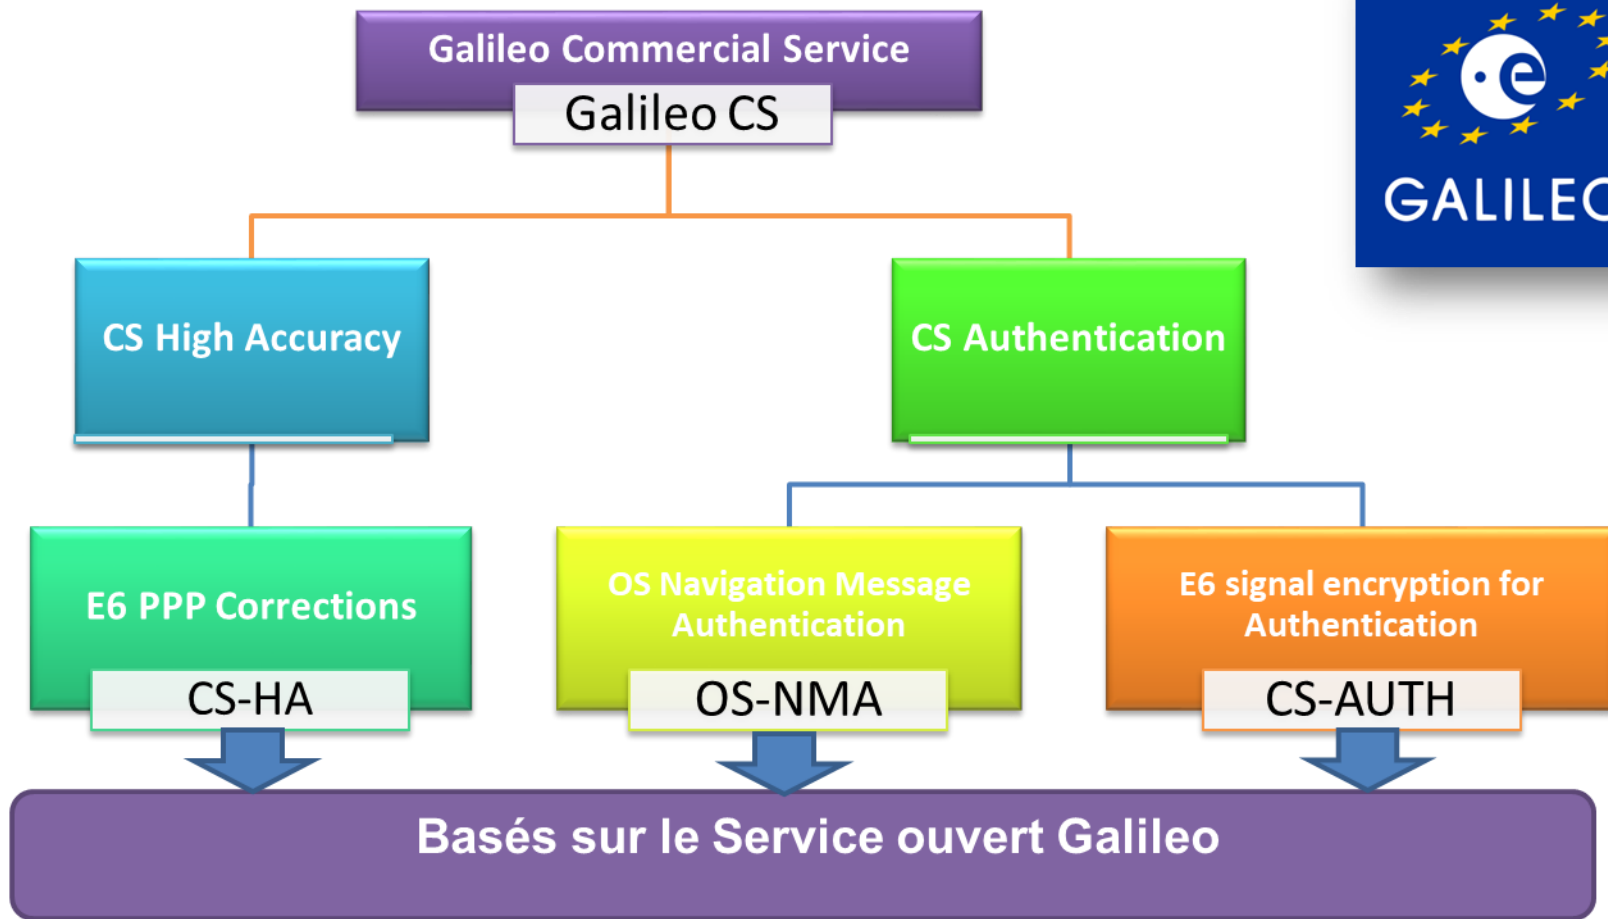 Galileo Commercial Service
Galileo CS
GALILEO
CS High Accuracy
CS Authentication
E6 PPP Corrections
CS-HA
OS Navigation Message
Authentication
OS-NMA
E6 signal encryption for
Authentication
CS-AUTH
Basés sur le Service ouvert Galileo